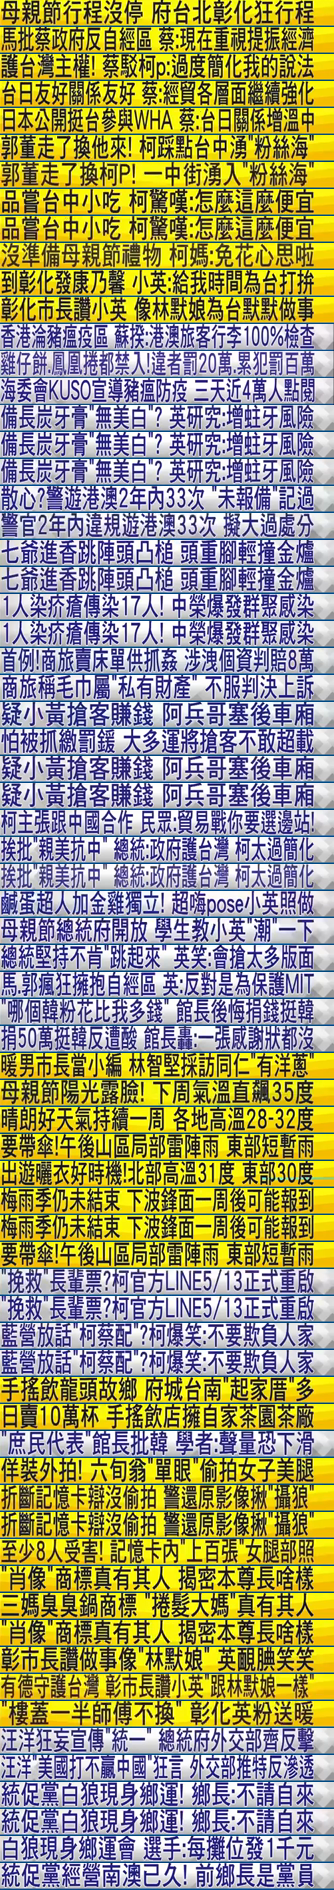 母親節行程沒停 府台北彰化狂行程
馬批蔡政府反自經區 蔡:現在重視提振經濟
護台灣主權! 蔡駁柯p:過度簡化我的說法
台日友好關係友好 蔡:經貿各層面繼續強化
日本公開挺台參與WHA 蔡:台日關係增溫中
郭董走了換他來! 柯踩點台中湧"粉絲海"
郭董走了換柯P! 一中街湧入"粉絲海"
品嘗台中小吃 柯驚嘆:怎麼這麼便宜
品嘗台中小吃 柯驚嘆:怎麼這麼便宜
沒準備母親節禮物 柯媽:免花心思啦
到彰化發康乃馨 小英:給我時間為台打拚
彰化市長讚小英 像林默娘為台默默做事
香港淪豬瘟疫區 蘇揆:港澳旅客行李100%檢查
雞仔餅.鳳凰捲都禁入!違者罰20萬.累犯罰百萬
海委會KUSO宣導豬瘟防疫 三天近4萬人點閱
備長炭牙膏"無美白"? 英研究:增蛀牙風險
備長炭牙膏"無美白"? 英研究:增蛀牙風險
備長炭牙膏"無美白"? 英研究:增蛀牙風險
散心?警遊港澳2年內33次 "未報備"記過
警官2年內違規遊港澳33次 擬大過處分
七爺進香跳陣頭凸槌 頭重腳輕撞金爐
七爺進香跳陣頭凸槌 頭重腳輕撞金爐
1人染疥瘡傳染17人! 中榮爆發群聚感染
1人染疥瘡傳染17人! 中榮爆發群聚感染
首例!商旅賣床單供抓姦 涉洩個資判賠8萬
商旅稱毛巾屬"私有財產" 不服判決上訴
疑小黃搶客賺錢 阿兵哥塞後車廂
怕被抓繳罰鍰 大多運將搶客不敢超載
疑小黃搶客賺錢 阿兵哥塞後車廂
疑小黃搶客賺錢 阿兵哥塞後車廂
柯主張跟中國合作 民眾:貿易戰你要選邊站!
挨批"親美抗中" 總統:政府護台灣 柯太過簡化
挨批"親美抗中" 總統:政府護台灣 柯太過簡化
鹹蛋超人加金雞獨立! 超嗨pose小英照做
母親節總統府開放 學生教小英"潮"一下
總統堅持不肯"跳起來" 英笑:會搶太多版面
馬.郭瘋狂擁抱自經區 英:反對是為保護MIT
"哪個韓粉花比我多錢" 館長後悔捐錢挺韓
捐50萬挺韓反遭酸 館長轟:一張感謝狀都沒
暖男市長當小編 林智堅採訪同仁"有洋蔥"
母親節陽光露臉! 下周氣溫直飆35度
晴朗好天氣持續一周 各地高溫28-32度
要帶傘!午後山區局部雷陣雨 東部短暫雨
出遊曬衣好時機!北部高溫31度 東部30度
梅雨季仍未結束 下波鋒面一周後可能報到
梅雨季仍未結束 下波鋒面一周後可能報到
要帶傘!午後山區局部雷陣雨 東部短暫雨
"挽救"長輩票?柯官方LINE5/13正式重啟
"挽救"長輩票?柯官方LINE5/13正式重啟
藍營放話"柯蔡配"?柯爆笑:不要欺負人家
藍營放話"柯蔡配"?柯爆笑:不要欺負人家
手搖飲龍頭故鄉 府城台南"起家厝"多
日賣10萬杯 手搖飲店擁自家茶園茶廠
"庶民代表"館長批韓 學者:聲量恐下滑
佯裝外拍! 六旬翁"單眼"偷拍女子美腿
折斷記憶卡辯沒偷拍 警還原影像揪"攝狼"
折斷記憶卡辯沒偷拍 警還原影像揪"攝狼"
至少8人受害! 記憶卡內"上百張"女腿部照
"肖像"商標真有其人 揭密本尊長啥樣
三媽臭臭鍋商標 "捲髮大媽"真有其人
"肖像"商標真有其人 揭密本尊長啥樣
彰市長讚做事像"林默娘" 英靦腆笑笑
有德守護台灣 彰市長讚小英"跟林默娘一樣"
"樓蓋一半師傅不換" 彰化英粉送暖
汪洋狂妄宣傳"統一" 總統府外交部齊反擊
汪洋"美國打不贏中國"狂言 外交部推特反滲透
統促黨白狼現身鄉運! 鄉長:不請自來
統促黨白狼現身鄉運! 鄉長:不請自來
白狼現身鄉運會 選手:每攤位發1千元
統促黨經營南澳已久! 前鄉長是黨員